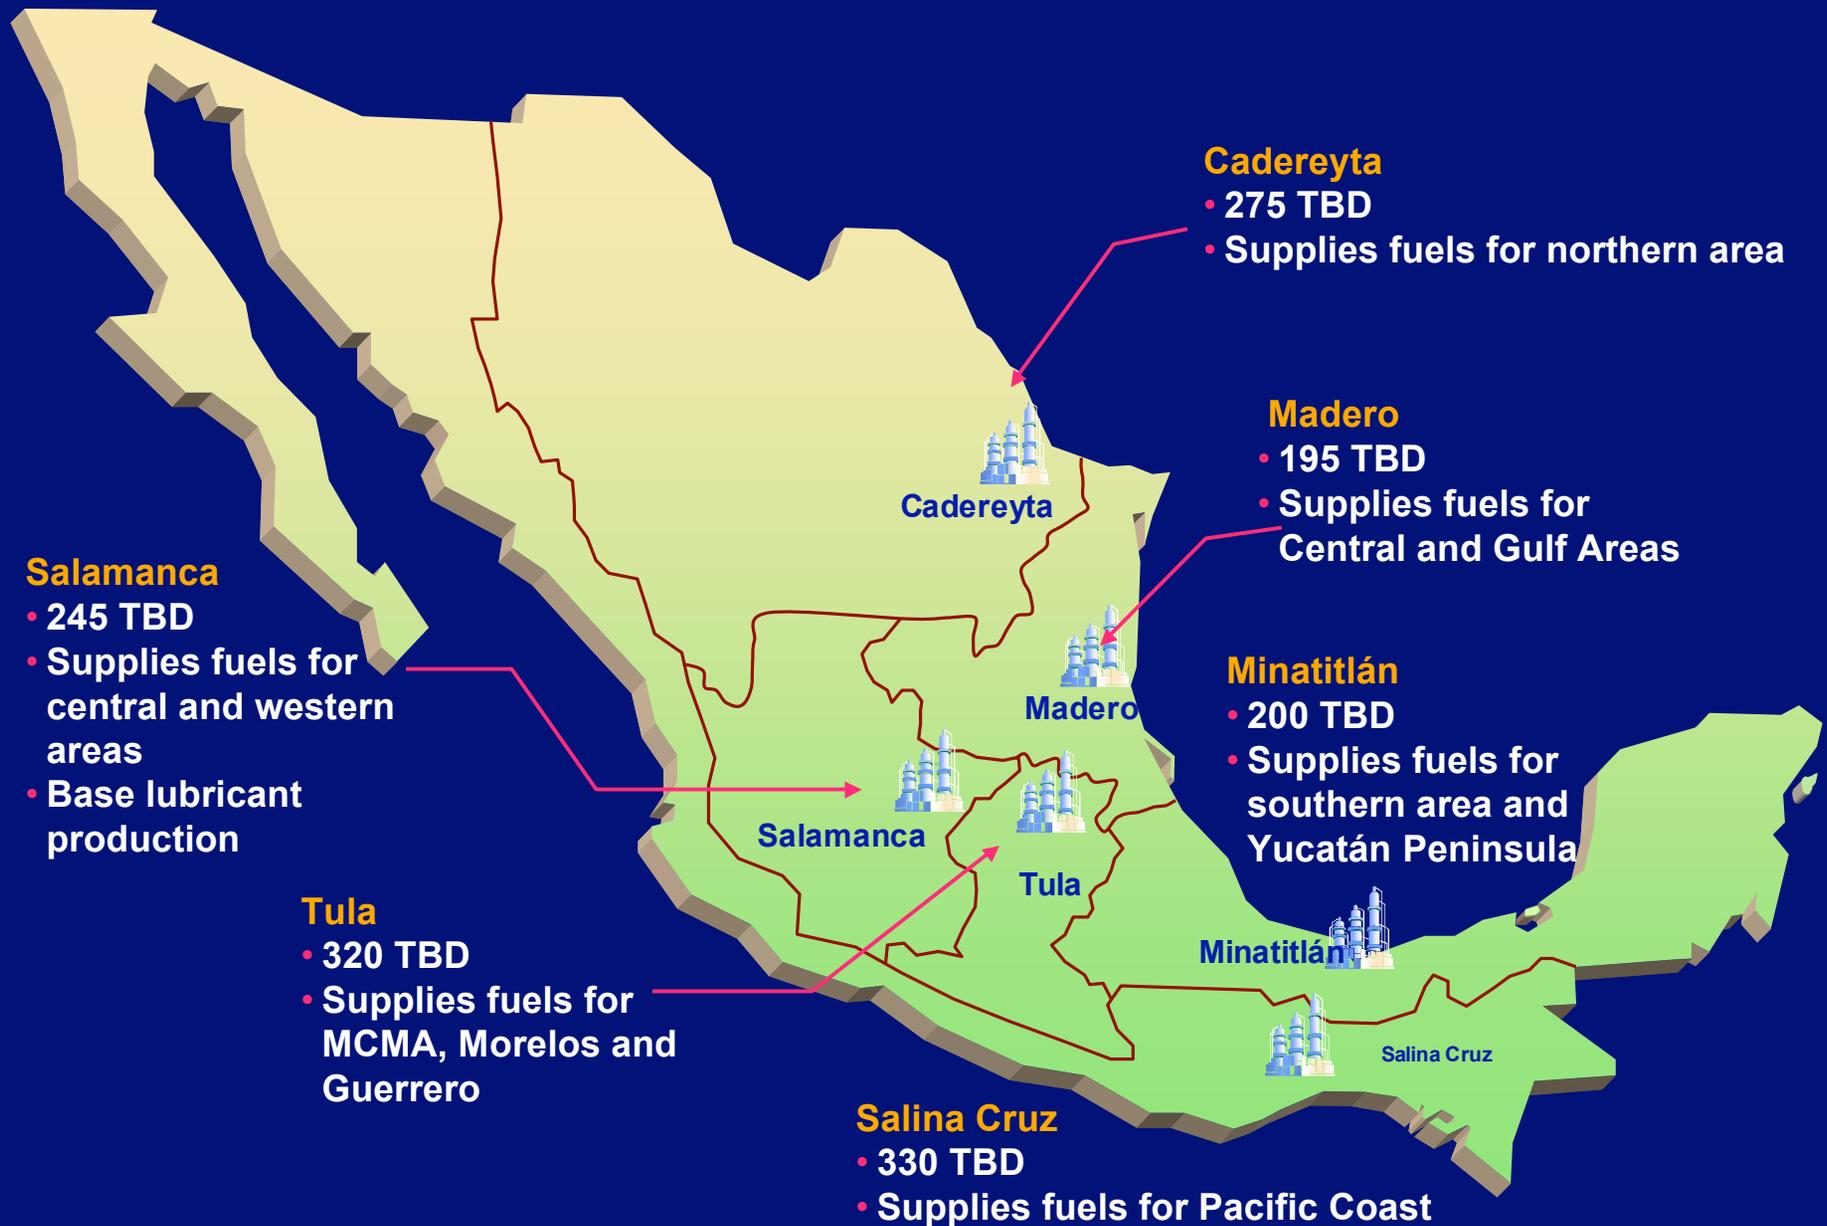 Cadereyta
• 275 TBD
• Supplies fuels for northern area
Madero
• 195 TBD
• Supplies fuels for
Central and Gulf Areas
Cadereyta
Salamanca
• 245 TBD
• Supplies fuels for
central and western
areas
• Base lubricant
production
Minatitlán
• 200 TBD
• Supplies fuels for
southern area and
Yucatán Peninsula
Madero
Salamanca
Tula
Minatitlán
Salina Cruz
Tula
• 320 TBD
• Supplies fuels for
MCMA, Morelos and
Guerrero
Salina Cruz
• 330 TBD
• Supplies fuels for Pacific Coast